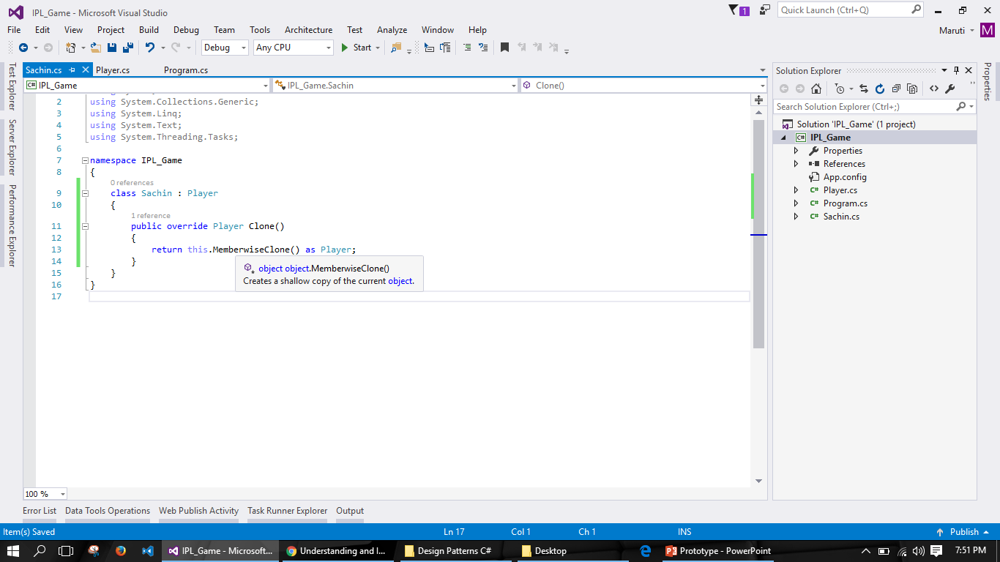 IPL_Game - Microsoft Visual Studio
1
Quick Launch (Ctrl+Q)
File Edit View Project Build Debug Team Tools Architecture Test Analyze Window Help
Maruti M
Debug Any CPU Start
Test Explorer
Server Explorer
Performance Explorer
Sachin.cs Player.cs Program.cs
C# IPL_Game IPL_Game.Sachin Clone()
2 using System.Collections.Generic;
3 using System.Linq;
4 using System.Text;
5 using System.Threading.Tasks;
6
7 namespace IPL_Game
8 {
0 references
9 class Sachin : Player
10 {
1 reference
11 public override Player Clone()
12 {
13 return this.MemberwiseClone() as Player;
14 }
15 }
16 }
17
object object.MemberwiseClone()
Creates a shallow copy of the current object.
100 %
Solution Explorer
Search Solution Explorer (Ctrl+;)
Solution 'IPL_Game' (1 project)
C# IPL_Game
Properties
References
App.config
C# Player.cs
C# Program.cs
C# Sachin.cs
Properties
Error List Data Tools Operations Web Publish Activity Task Runner Explorer Output
Item(s) Saved Ln 17 Col 1 Ch 1 INS Publish
IPL_Game - Microsoft... Understanding and I... Design Patterns C# Desktop Prototype - PowerPoint 7:51 PM